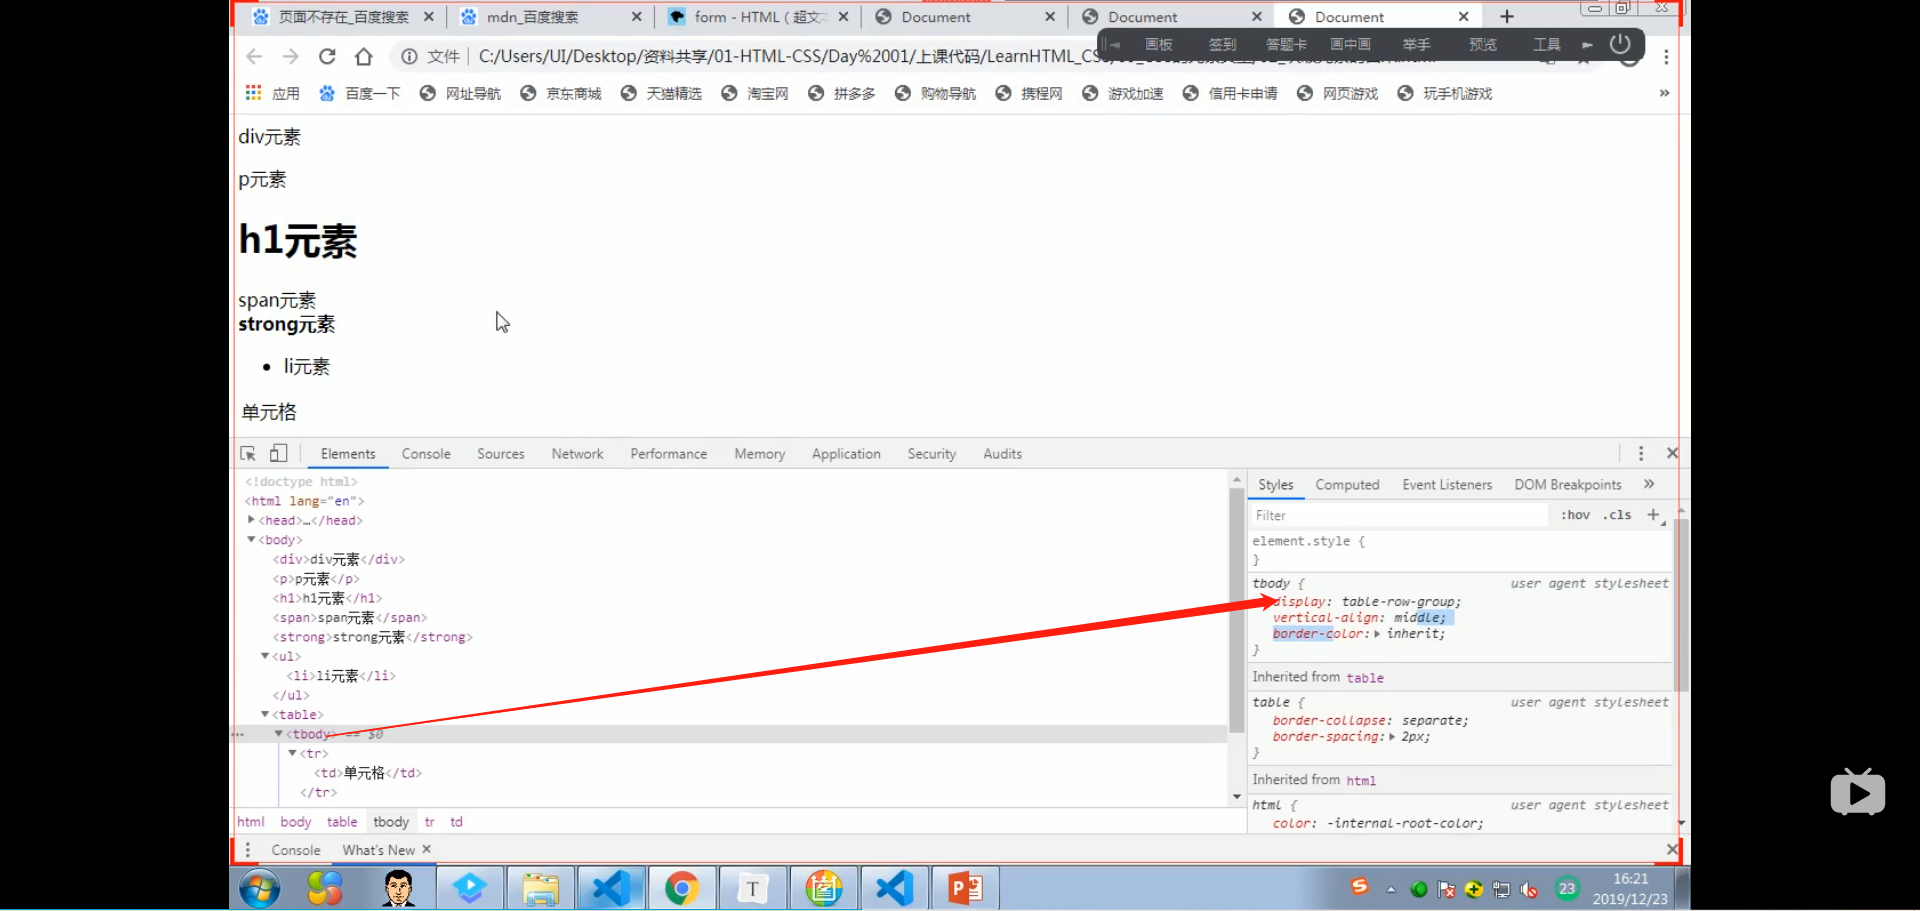 页面不存在_百度搜索
mdn_百度搜索
form - HTML ( 超文
Document
Document
Document
文件
C:/Users/UI/Desktop/资料共享/01-HTML-CSS/Day%2001/上课代码/LearnHTML_CS
画板
签到
答题卡
画中画
举手
预览
工具
应用
百度一下
网址导航
京东商城
天猫精选
淘宝网
拼多多
购物导航
携程网
游戏加速
信用卡申请
网页游戏
玩手机游戏
»
div元素
p元素
h1元素
span元素
strong元素
li元素
单元格
Elements
Console
Sources
Network
Performance
Memory
Application
Security
Audits
<!doctype html>
<html lang="en">
<head>…</head>
<body>
<div>div元素</div>
<p>p元素</p>
<h1>h1元素</h1>
<span>span元素</span>
<strong>strong元素</strong>
<ul>
<li>li元素</li>
</ul>
<table>
<tbody> == $0
<tr>
<td>单元格</td>
</tr>
html
body
table
tbody
tr
td
Styles
Computed
Event Listeners
DOM Breakpoints
»
Filter
:hov
.cls
+
element.style {
}
tbody {
user agent stylesheet
display: table-row-group;
vertical-align: middle;
border-color: inherit;
}
Inherited from table
table {
user agent stylesheet
border-collapse: separate;
border-spacing: 2px;
}
Inherited from html
html {
user agent stylesheet
color: -internal-root-color;
Console
What's New
23
16:21
2019/12/23